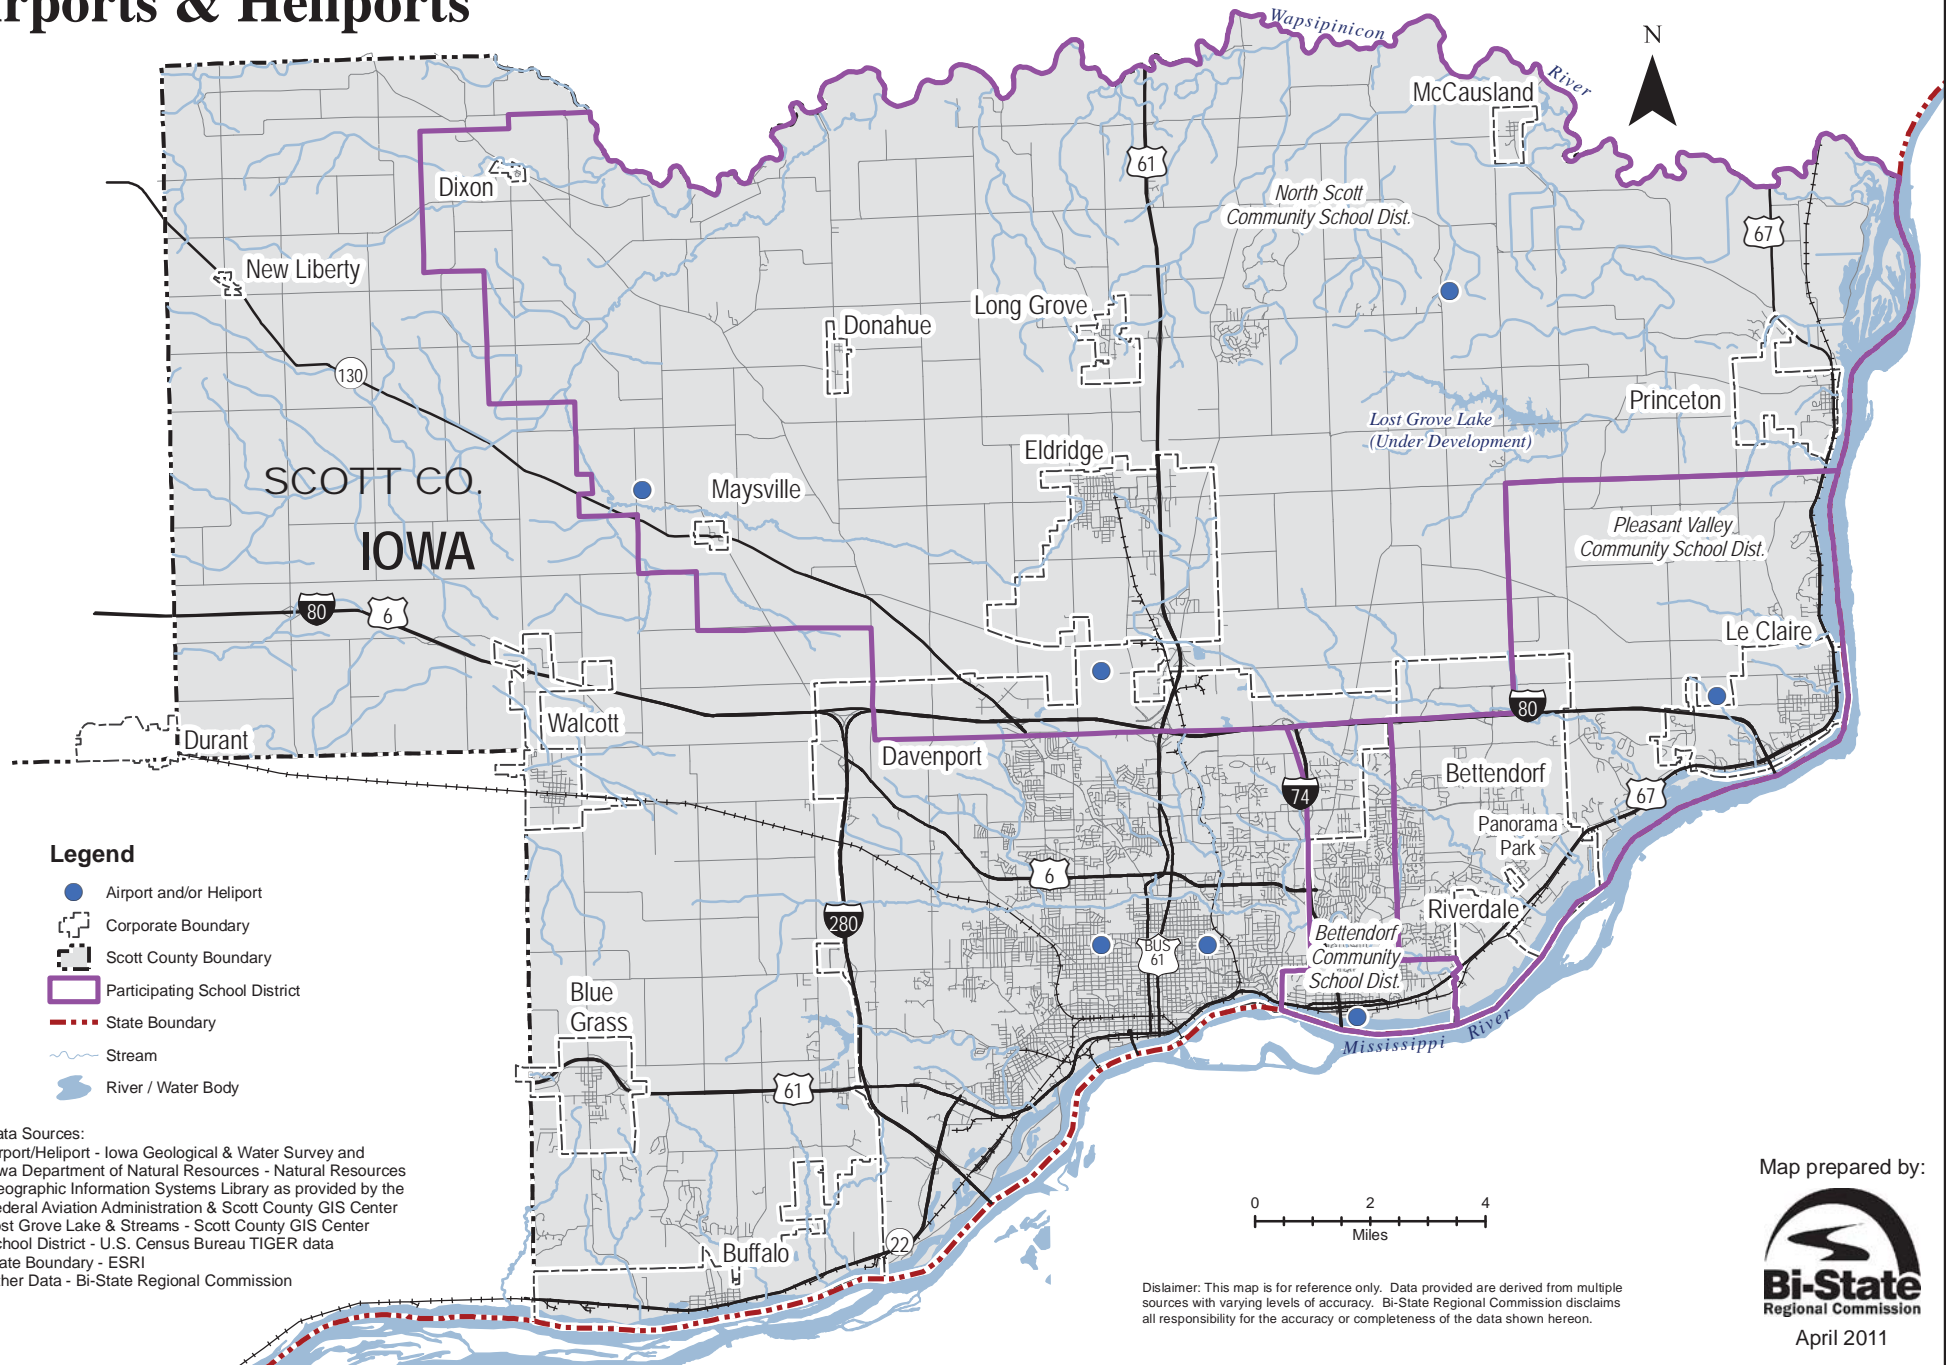 irports & Heliports
Wapsipinicon
River
N
McCausland
61
North Scott
Community School Dist.
67
Dixon
New Liberty
Long Grove
Donahue
130
Princeton
Lost Grove Lake
(Under Development)
Eldridge
SCOTT CO.
IOWA
Maysville
Pleasant Valley
Community School Dist.
80
6
Le Claire
80
Walcott
Durant
Davenport
Bettendorf
74
67
Panorama
Park
6
Riverdale
280
Bettendorf
Community
School Dist.
BUS
61
Blue
Grass
Mississippi River
61
22
Buffalo
Legend
Airport and/or Heliport
Corporate Boundary
Scott County Boundary
Participating School District
State Boundary
Stream
River / Water Body
ata Sources:
rport/Heliport - Iowa Geological & Water Survey and
wa Department of Natural Resources - Natural Resources
eographic Information Systems Library as provided by the
ederal Aviation Administration & Scott County GIS Center
ost Grove Lake & Streams - Scott County GIS Center
chool District - U.S. Census Bureau TIGER data
ate Boundary - ESRI
ther Data - Bi-State Regional Commission
0 2 4
Miles
Dislaimer: This map is for reference only. Data provided are derived from multiple
sources with varying levels of accuracy. Bi-State Regional Commission disclaims
all responsibility for the accuracy or completeness of the data shown hereon.
Map prepared by:
Bi-State
Regional Commission
April 2011